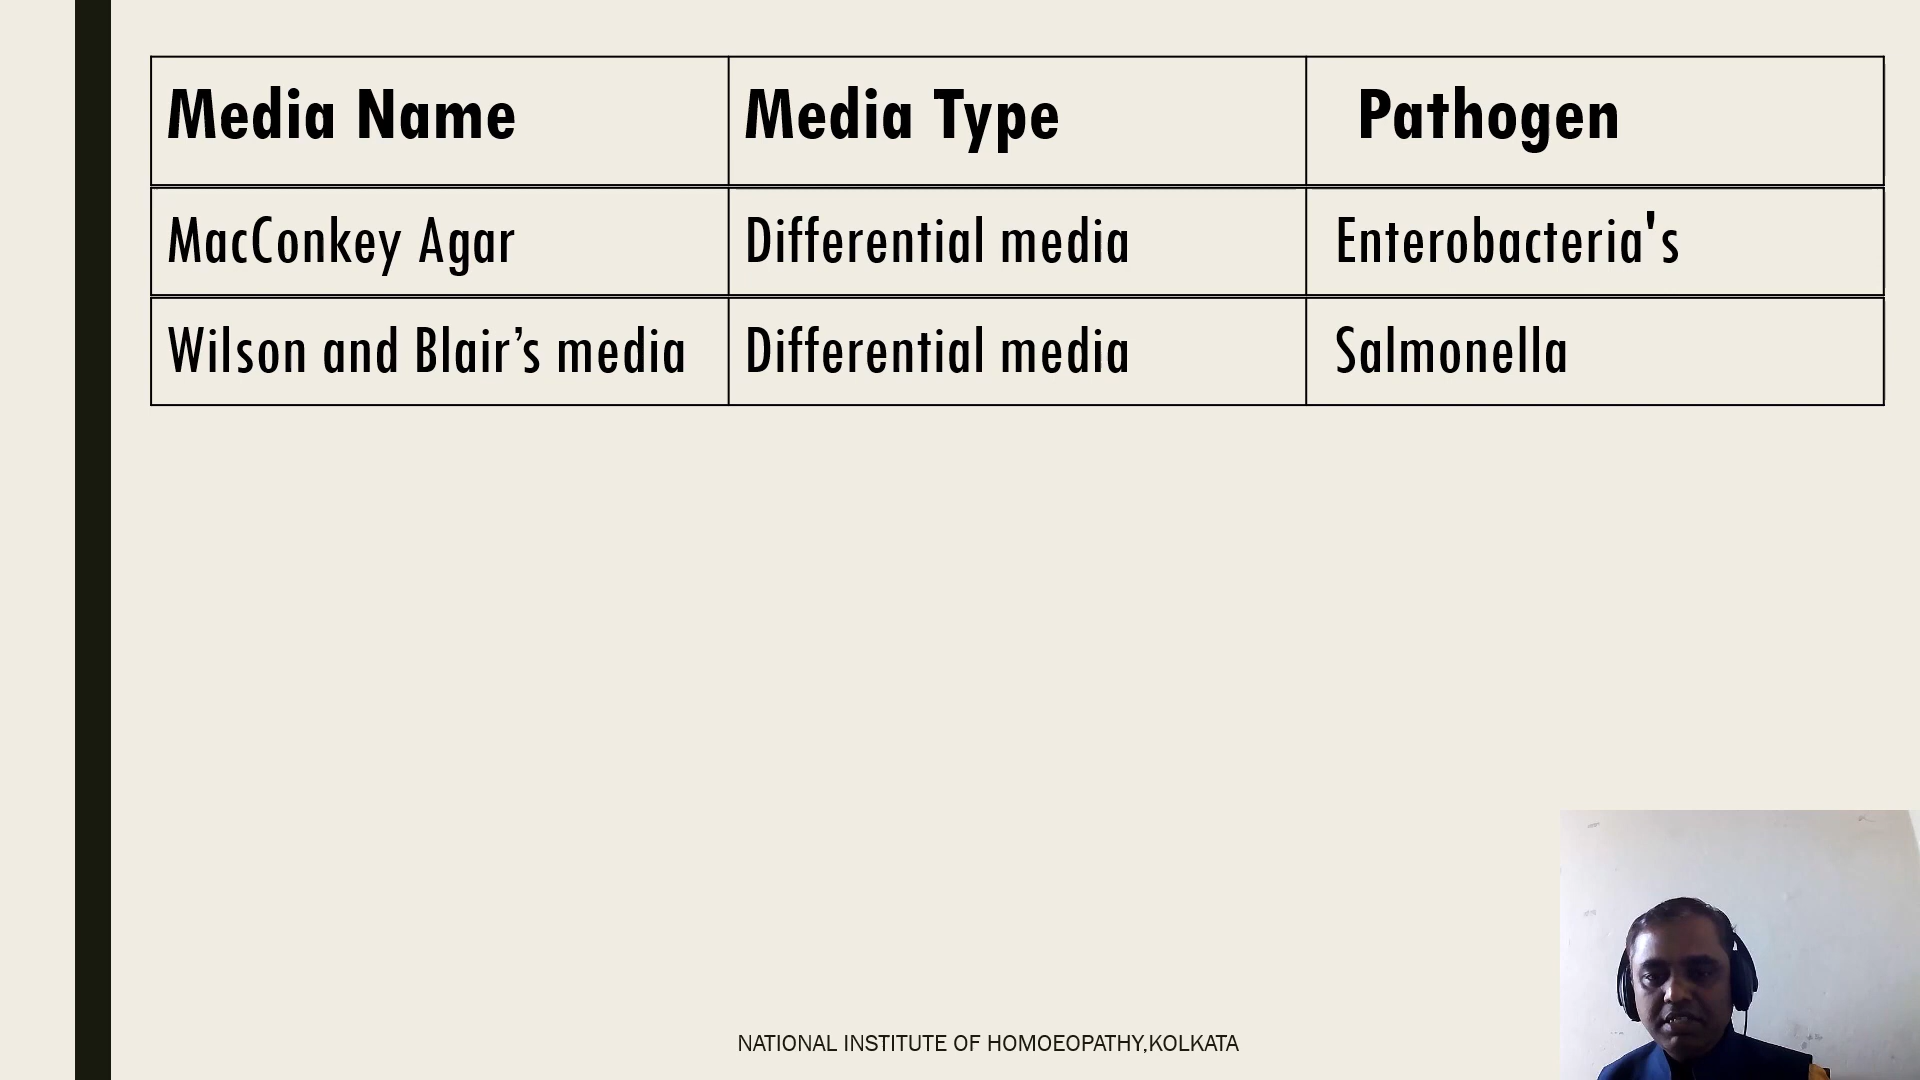 Media Name Media Type Pathogen
MacConkey Agar Differential media Enterobacteria's
Wilson and Blair’s media Differential media Salmonella
NATIONAL INSTITUTE OF HOMOEOPATHY,KOLKATA